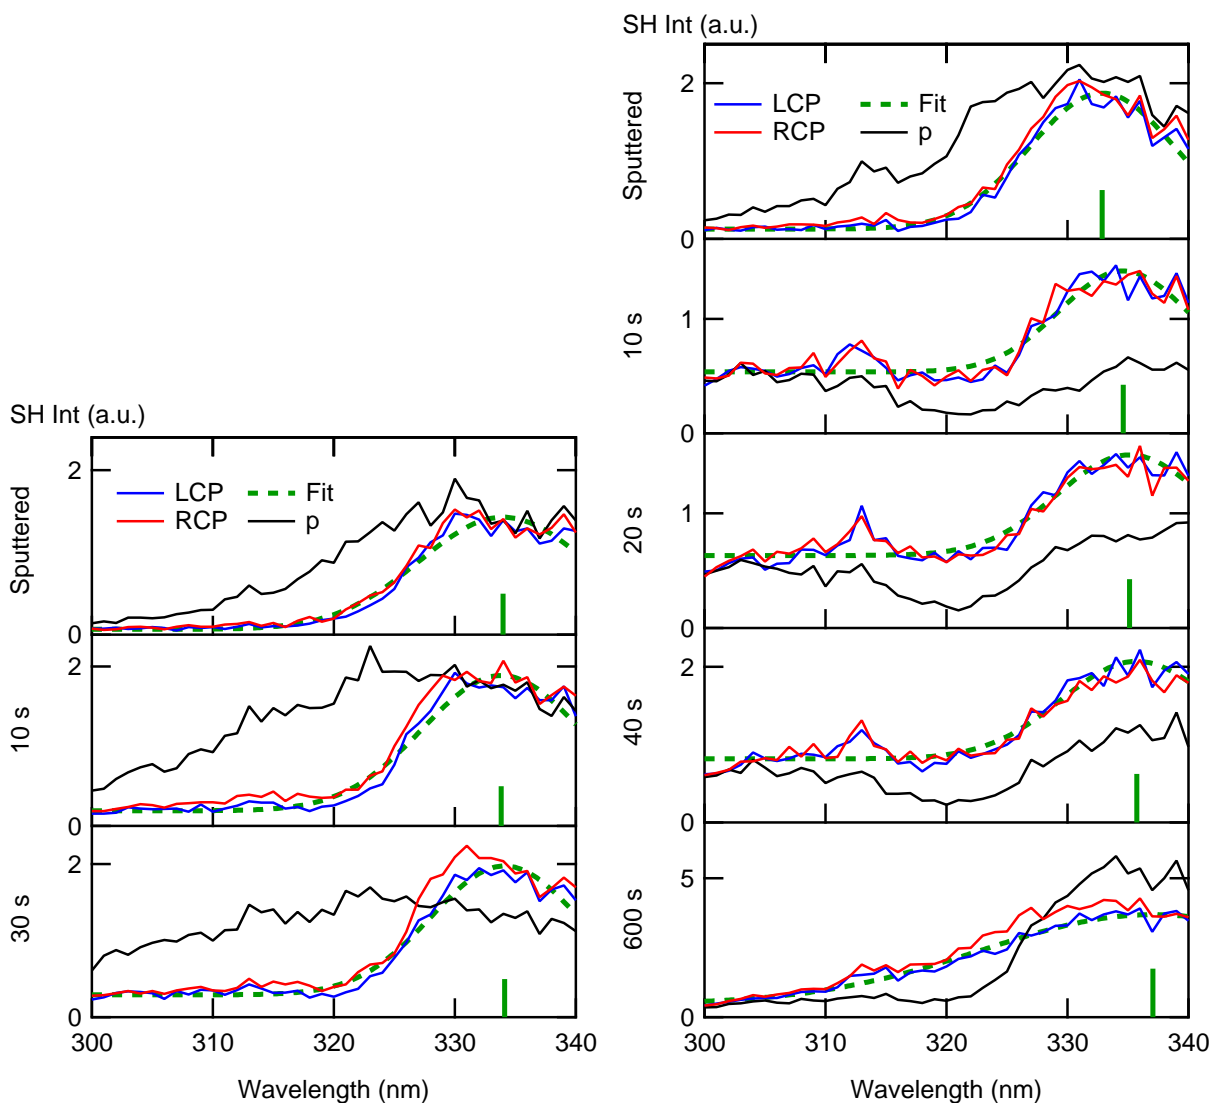 SH Int (a.u.)
2
Sputtered
LCP
Fit
RCP
p
0
2
10 s
0
2
30 s
0
300
310
320
330
340
Wavelength (nm)
SH Int (a.u.)
2
Sputtered
LCP
Fit
RCP
p
0
10 s
1
0
20 s
1
0
2
40 s
0
5
600 s
0
300
310
320
330
340
Wavelength (nm)